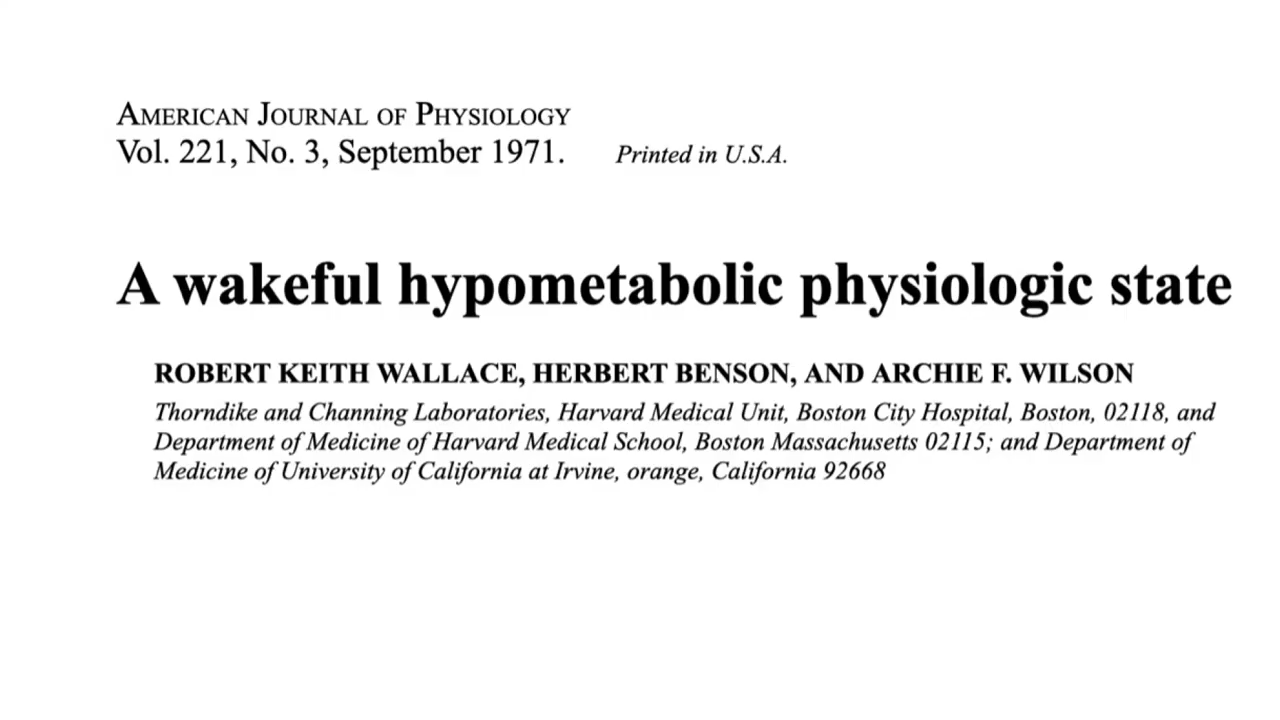 AMERICAN JOURNAL OF PHYSIOLOGY
Vol. 221, No. 3, September 1971. Printed in U.S.A.
A wakeful hypometabolic physiologic state
ROBERT KEITH WALLACE, HERBERT BENSON, AND ARCHIE F. WILSON
Thorndike and Channing Laboratories, Harvard Medical Unit, Boston City Hospital, Boston, 02118, and
Department of Medicine of Harvard Medical School, Boston Massachusetts 02115; and Department of
Medicine of University of California at Irvine, orange, California 92668